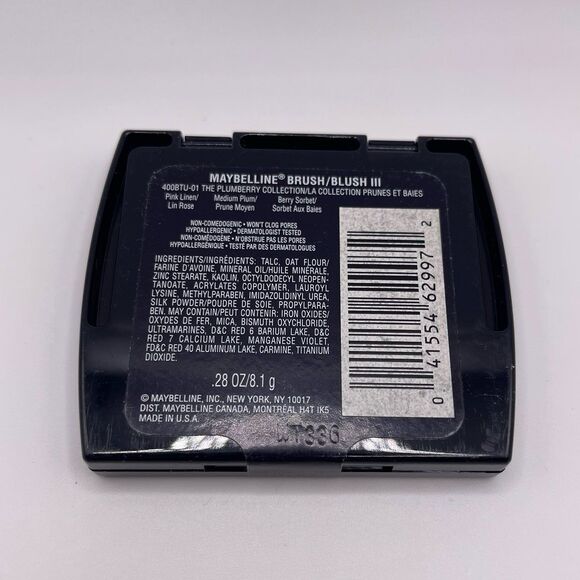 MAYBELLINE® BRUSH/BLUSH III
400BTU-01 THE PLUMBERRY COLLECTION/LA COLLECTION PRUNES ET BAIES
Pink Linen/ Medium Plum/ Berry Sorbet/
Lin Rose Prune Moyen Sorbet Aux Baies
NON-COMEDOGENIC • WON'T CLOG PORES
HYPOALLERGENIC • DERMATOLOGIST TESTED
NON-COMÉDOGÈNE • N'OBSTRUE PAS LES PORES
HYPOALLERGÉNIQUE • TESTÉ PAR DES DERMATOLOGUES
INGREDIENTS/INGRÉDIENTS: TALC, OAT FLOUR/
FARINE D'AVOINE, MINERAL OIL/HUILE MINÉRALE,
ZINC STEARATE, KAOLIN, OCTYLDODECYL NEOPEN-
TANOATE, ACRYLATES COPOLYMER, LAUROYL
LYSINE, METHYLPARABEN, IMIDAZOLIDINYL UREA,
SILK POWDER/POUDRE DE SOIE, PROPYLPARA-
BEN. MAY CONTAIN/PEUT CONTENIR: IRON OXIDES/
OXYDES DE FER, MICA, BISMUTH OXYCHLORIDE,
ULTRAMARINES, D&C RED 6 BARIUM LAKE, D&C
RED 7 CALCIUM LAKE, MANGANESE VIOLET,
FD&C RED 40 ALUMINUM LAKE, CARMINE, TITANIUM
DIOXIDE.
.28 OZ/8.1 g
© MAYBELLINE, INC., NEW YORK, NY 10017
DIST. MAYBELLINE CANADA, MONTRÉAL H4T IK5
MADE IN U.S.A.
0 41554 62997 2